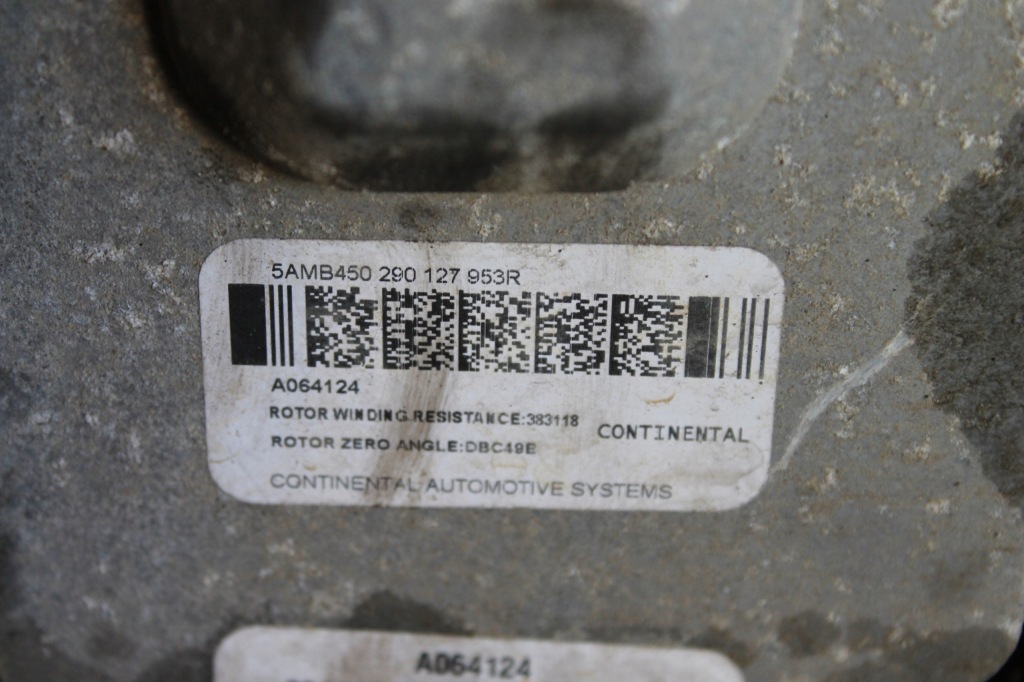 5AMB450 290 127 953R
A064124
ROTOR WINDING RESISTANCE:383118
CONTINENTAL
ROTOR ZERO ANGLE:DBC49E
CONTINENTAL AUTOMOTIVE SYSTEMS
A064124